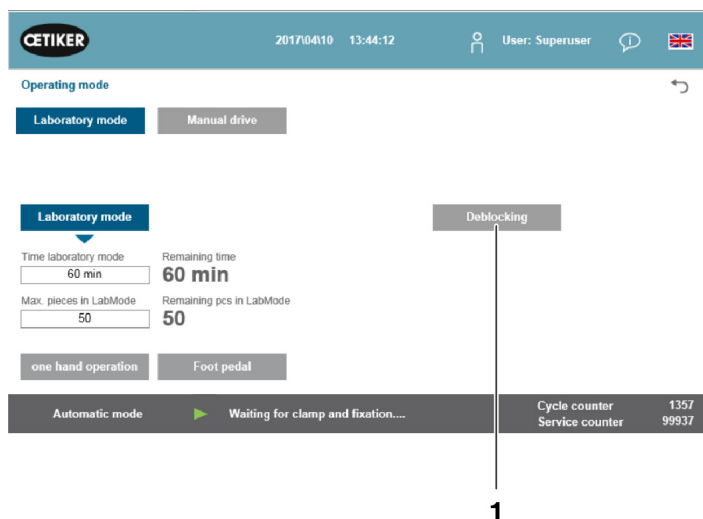 OETIKER 2017\04\10 13:44:12 User: Superuser i
Operating mode
Laboratory mode Manual drive
Laboratory mode Deblocking
Time laboratory mode Remaining time
60 min 60 min
Max. pieces in LabMode Remaining pcs in LabMode
50 50
one hand operation Foot pedal
Automatic mode Waiting for clamp and fixation.... Cycle counter 1357
Service counter 99937
1